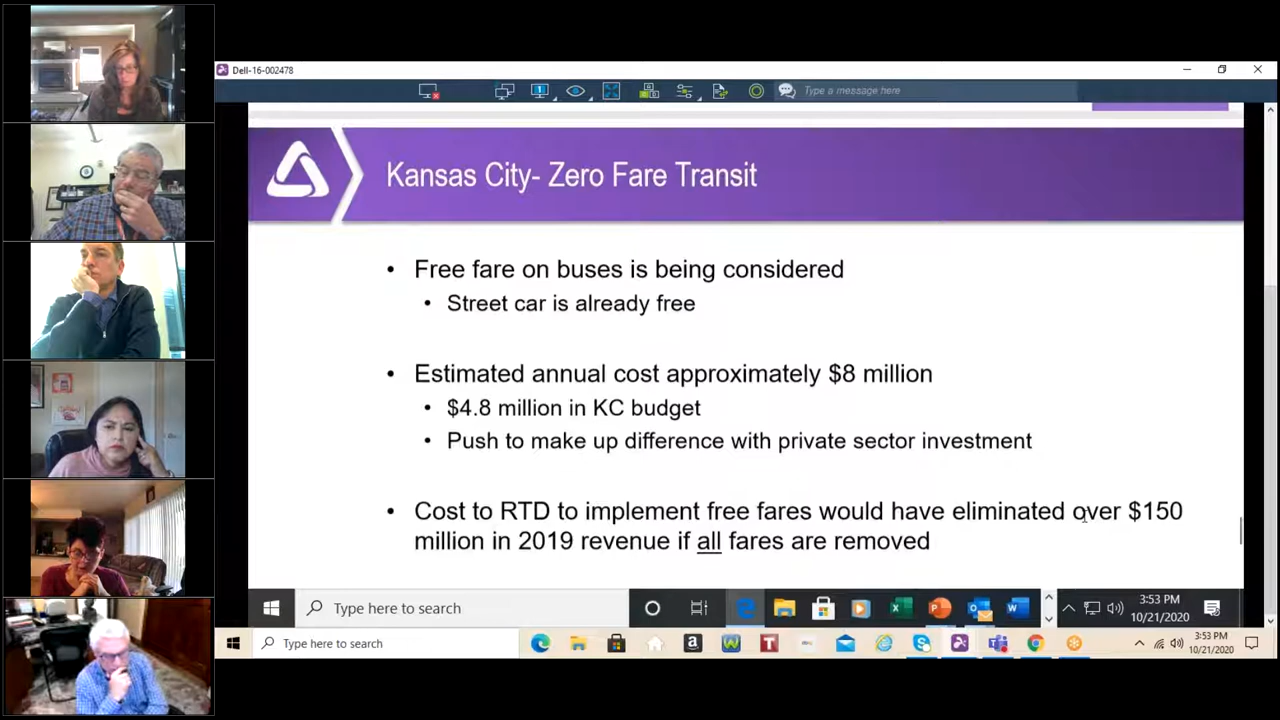 Dell-16-002478
Type a message here
Kansas City- Zero Fare Transit
• Free fare on buses is being considered
• Street car is already free
• Estimated annual cost approximately $8 million
• $4.8 million in KC budget
• Push to make up difference with private sector investment
• Cost to RTD to implement free fares would have eliminated over $150
million in 2019 revenue if all fares are removed
Type here to search
3:53 PM
10/21/2020
Type here to search
3:53 PM
10/21/2020